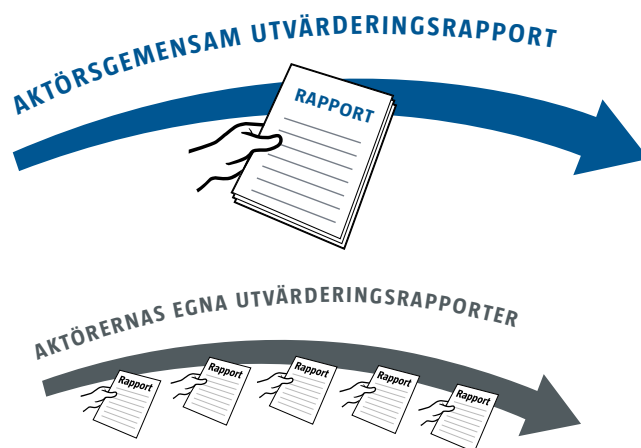 AKTÖRSGEMENSAM UTVÄRDERINGSRAPPORT
RAPPORT
AKTÖRERNAS EGNA UTVÄRDERINGSRAPPORTER
Rapport
Rapport
Rapport
Rapport
Rapport